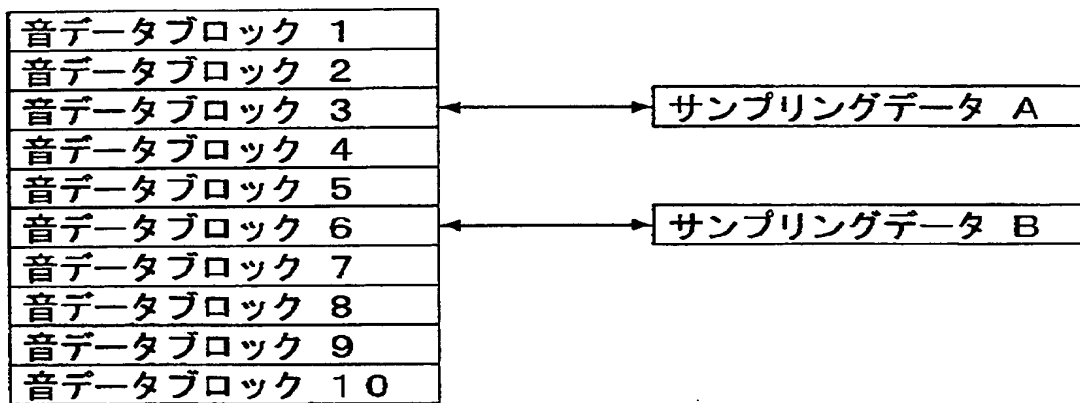 音データブロック 1
音データブロック 2
音データブロック 3
サンプリングデータ A
音データブロック 4
音データブロック 5
音データブロック 6
サンプリングデータ B
音データブロック 7
音データブロック 8
音データブロック 9
音データブロック 10